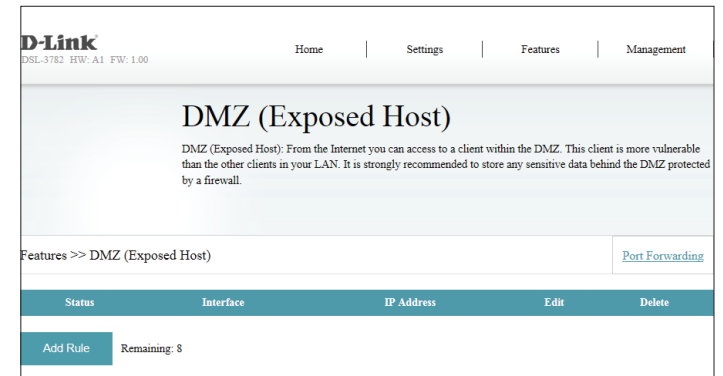 D-Link
DSL-3782 HW: A1 FW: 1.00
Home Settings Features Management
DMZ (Exposed Host)
DMZ (Exposed Host): From the Internet you can access to a client within the DMZ. This client is more vulnerable
than the other clients in your LAN. It is strongly recommended to store any sensitive data behind the DMZ protected
by a firewall.
Features >> DMZ (Exposed Host) Port Forwarding
Status Interface IP Address Edit Delete
Add Rule Remaining: 8